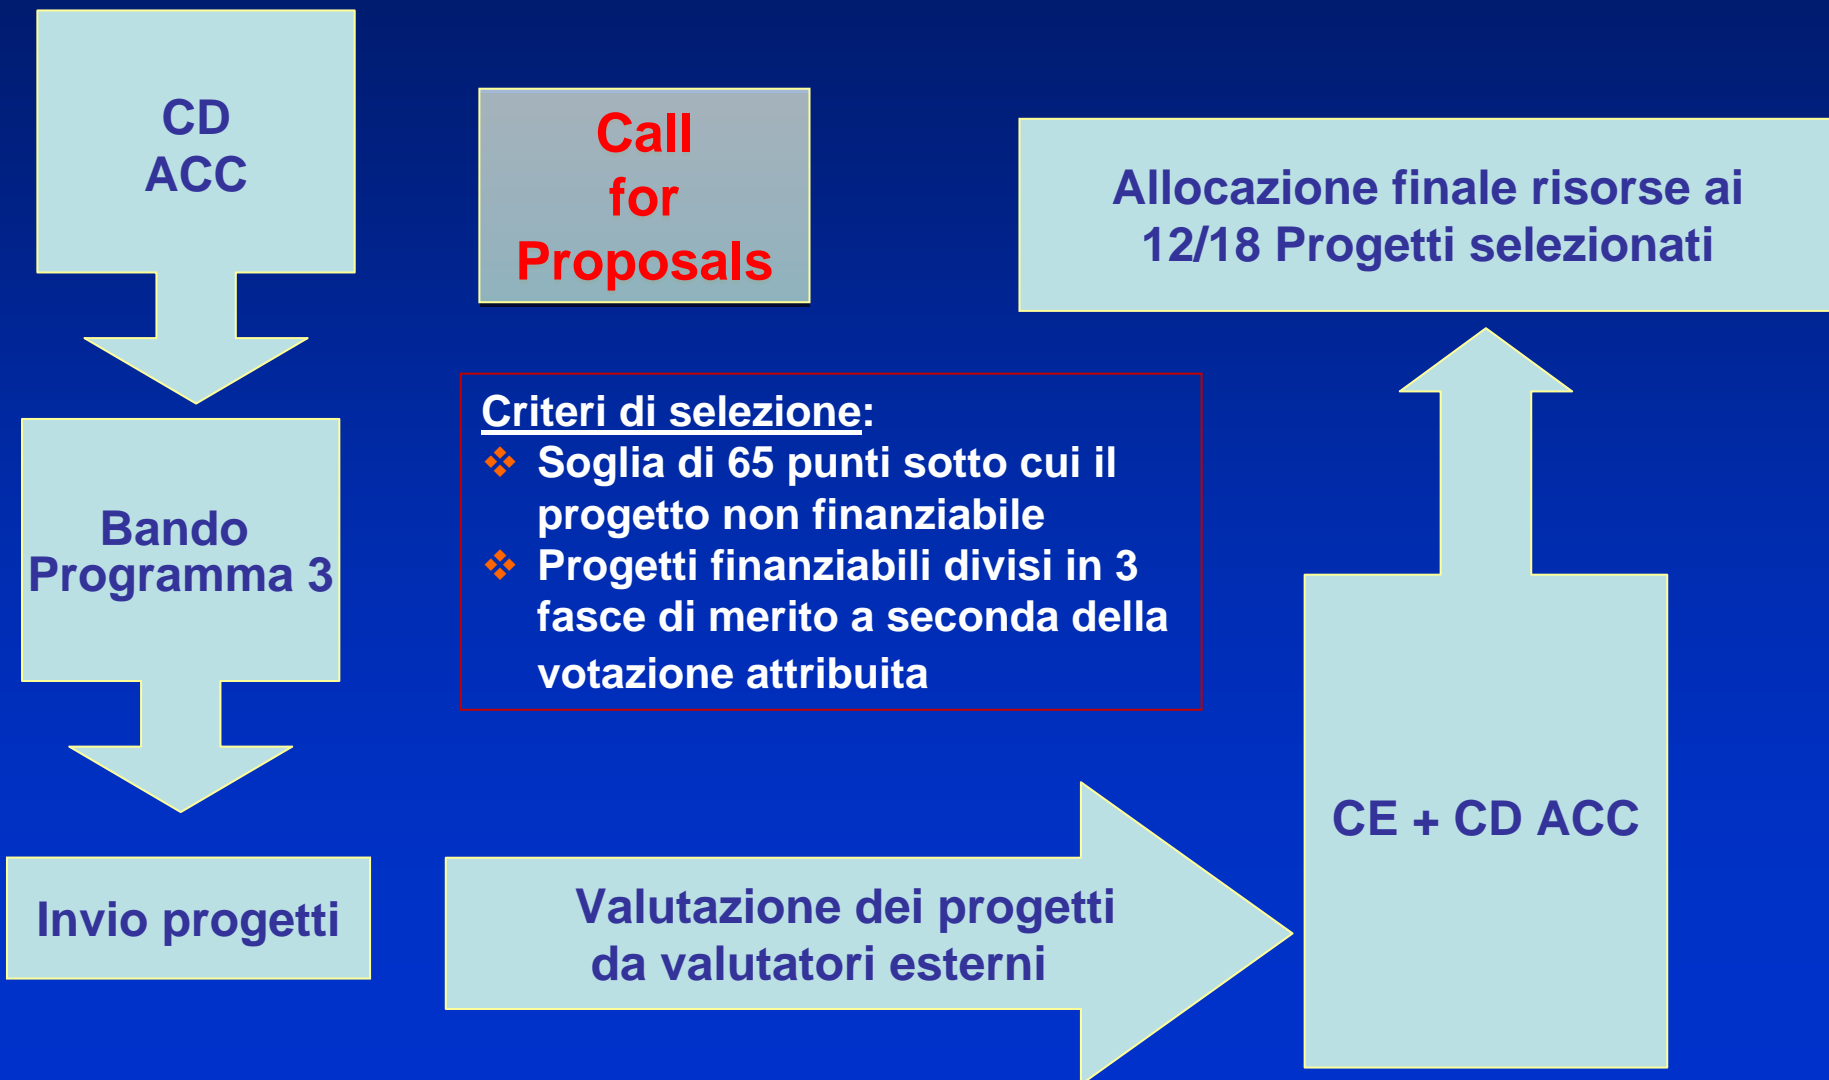 CD
ACC
Call
for
Proposals
Allocazione finale risorse ai
12/18 Progetti selezionati
Criteri di selezione:
Soglia di 65 punti sotto cui il
progetto non finanziabile
Progetti finanziabili divisi in 3
fasce di merito a seconda della
votazione attribuita
Bando
Programma 3
CE + CD ACC
Invio progetti
Valutazione dei progetti
da valutatori esterni